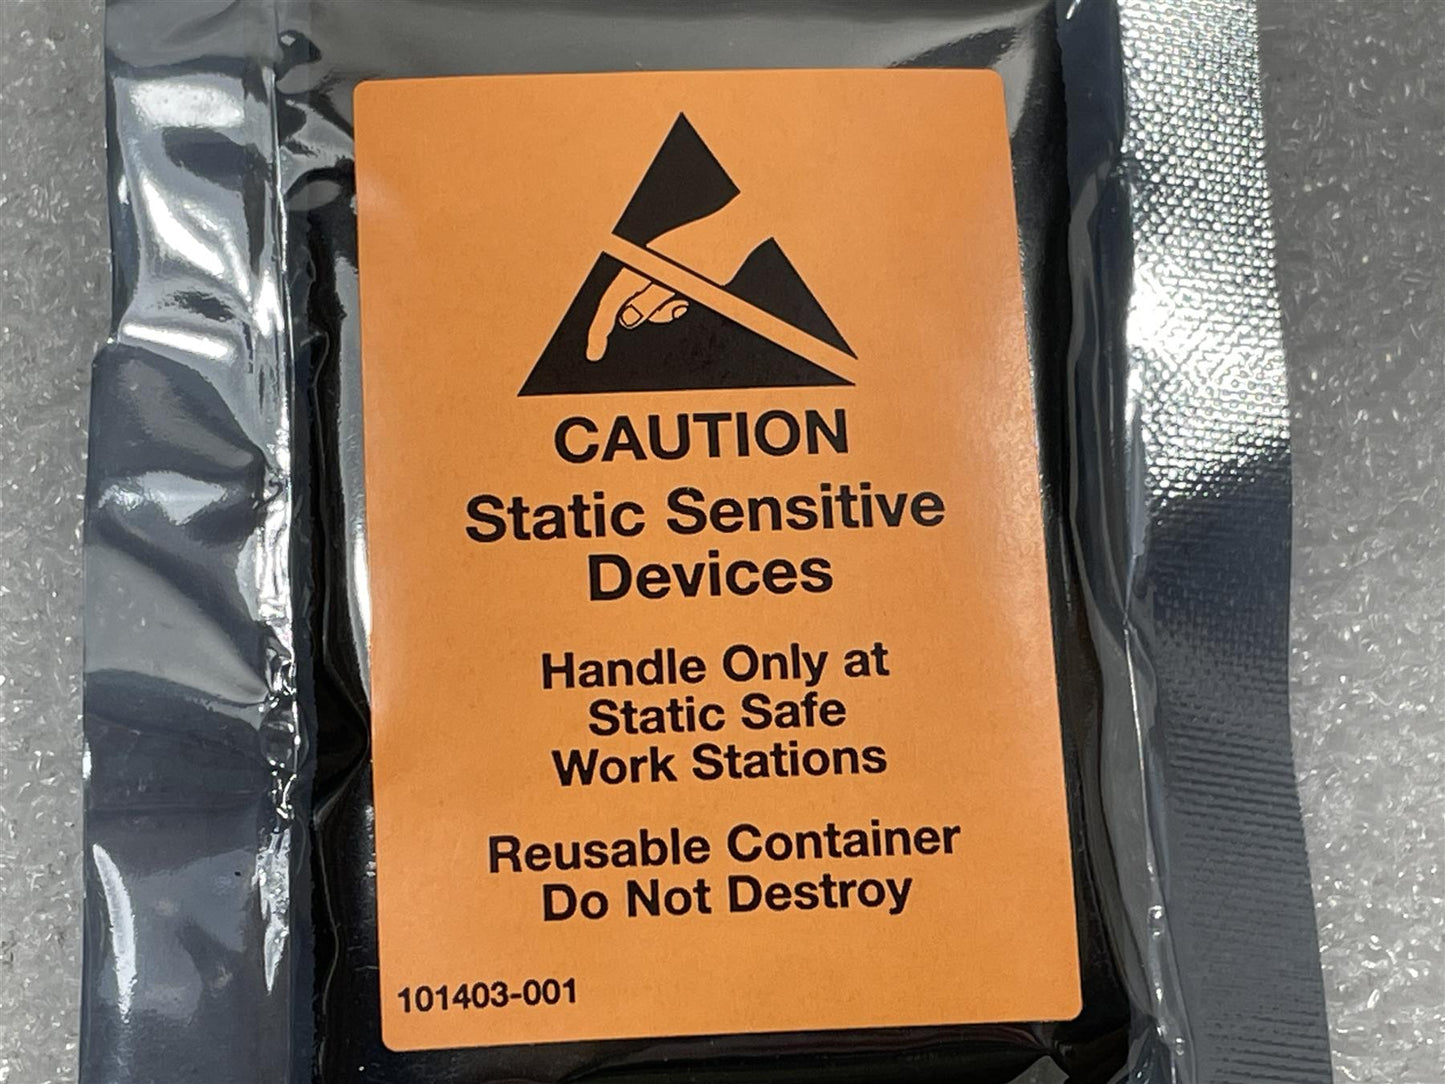 CAUTION
Static Sensitive
Devices
Handle Only at
Static Safe
Work Stations
Reusable Container
Do Not Destroy
101403-001